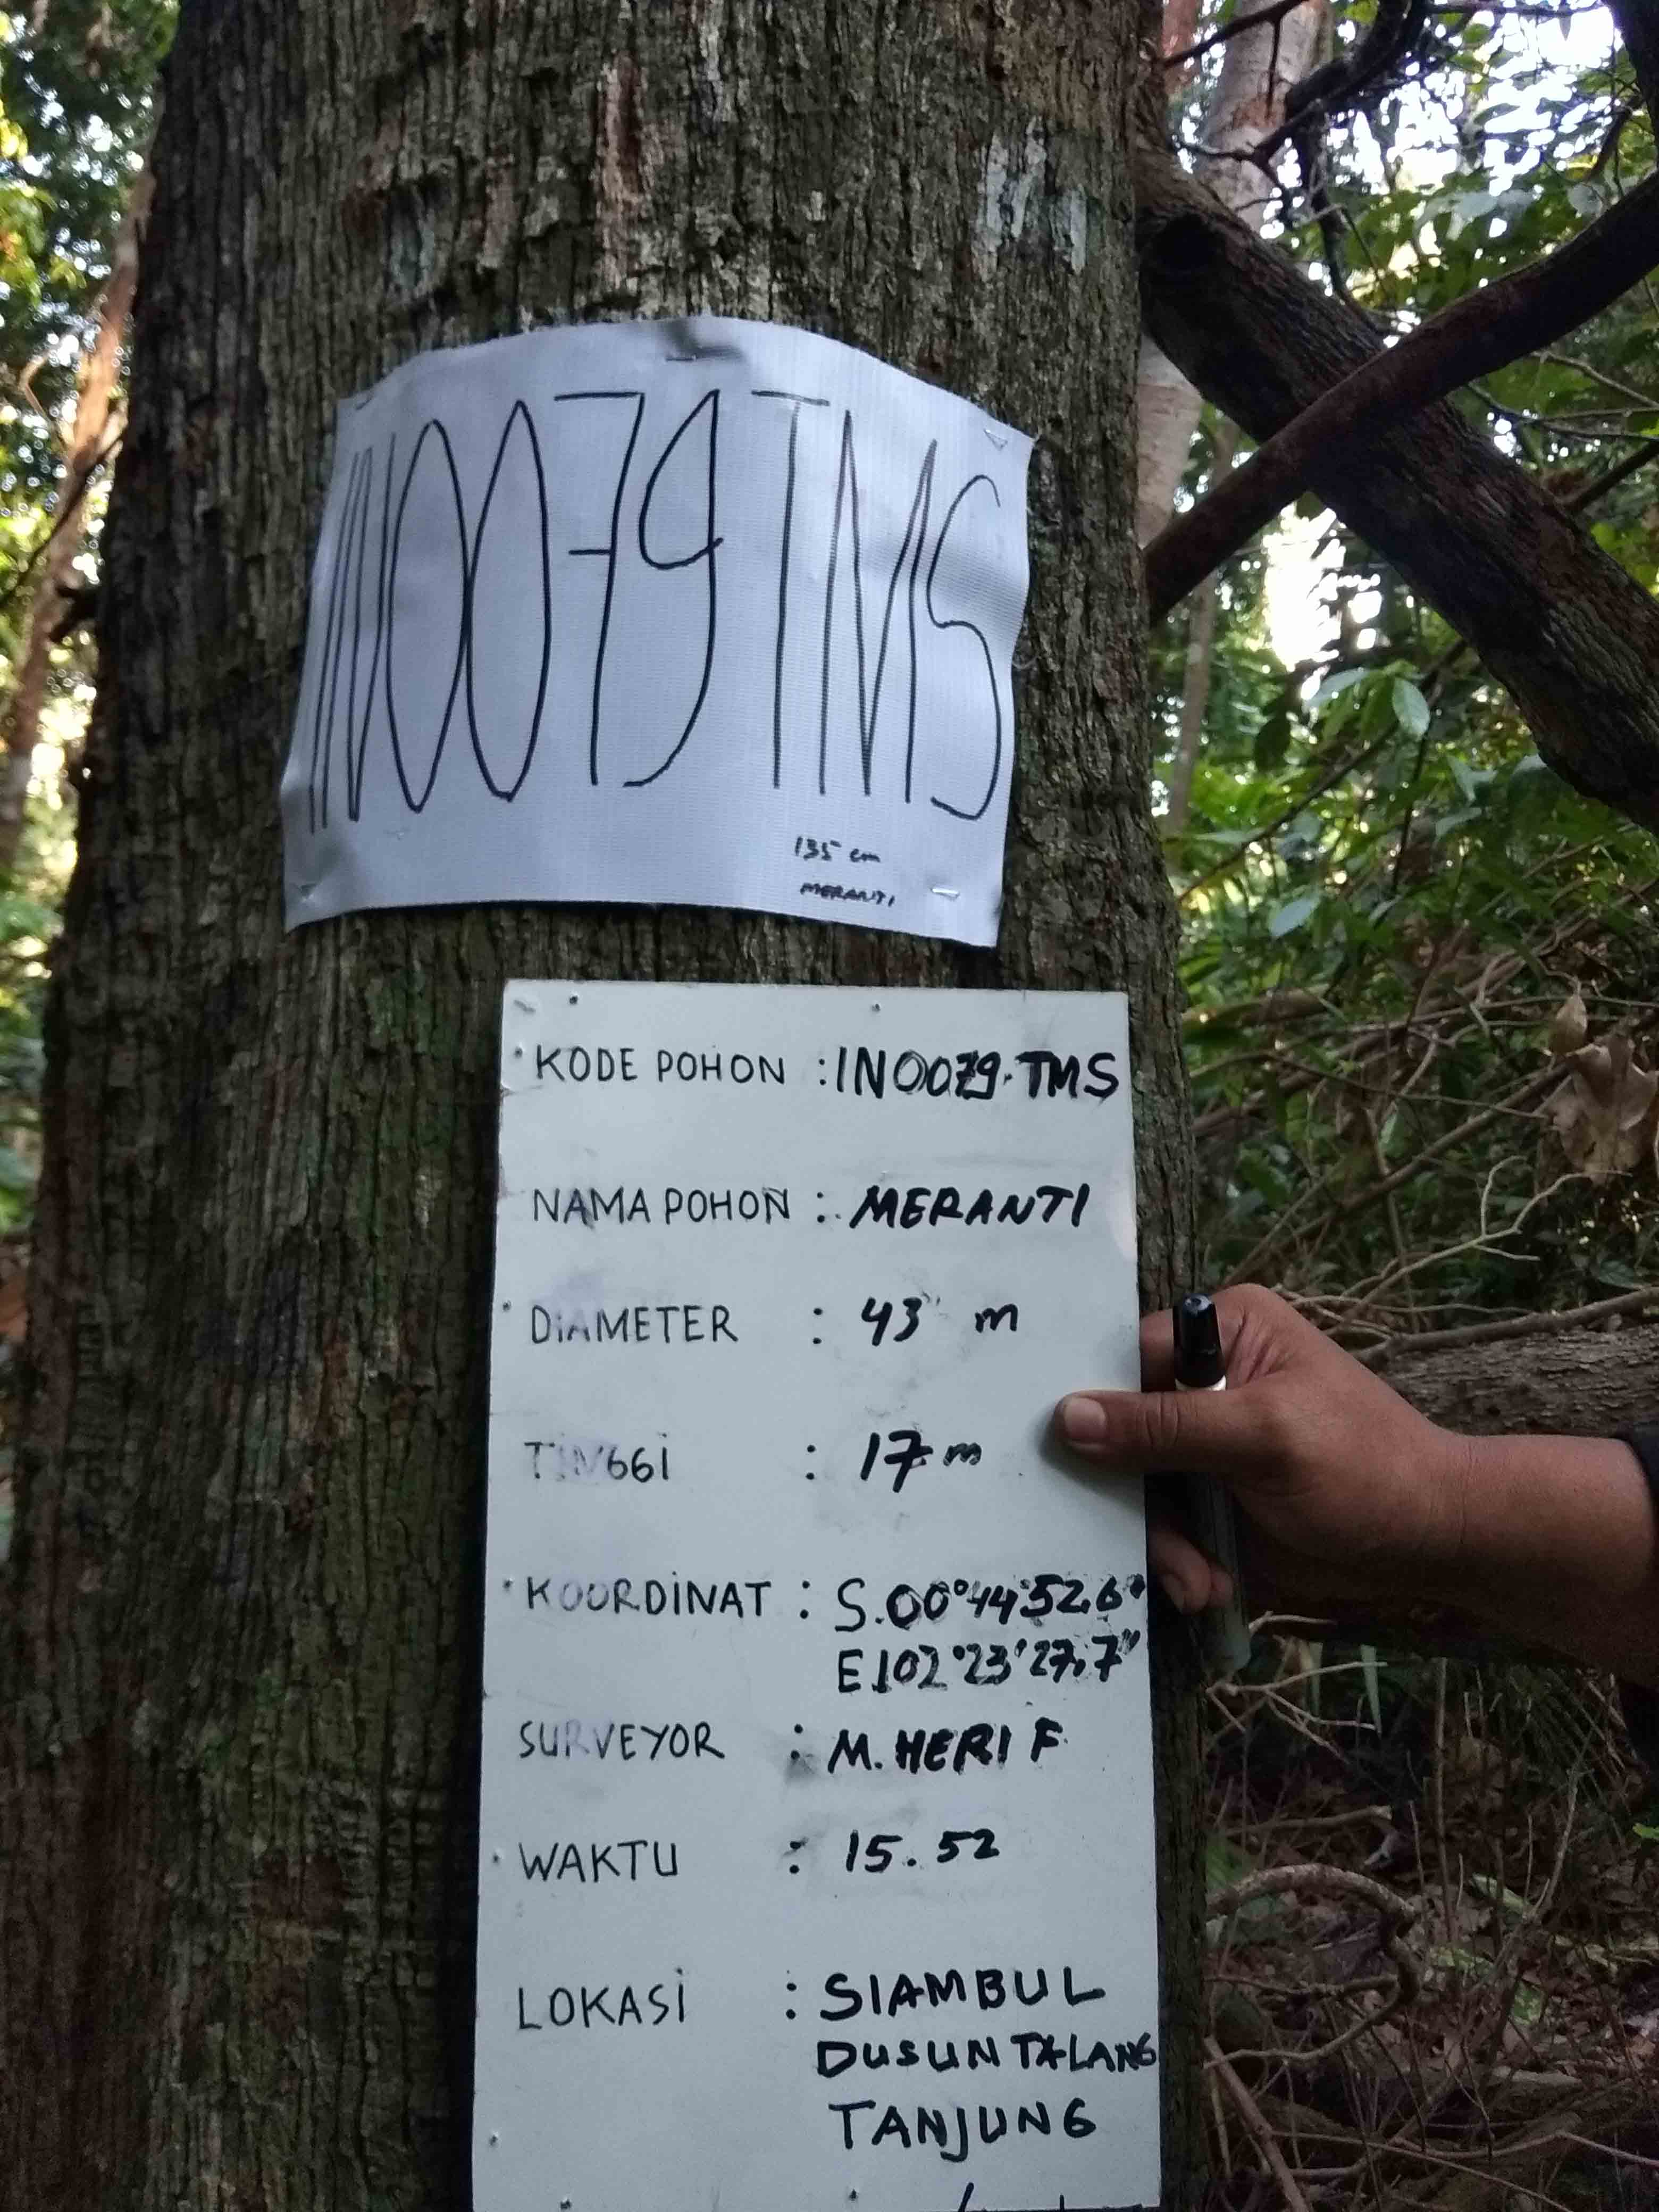 IN0079TMS
135 cm
MERANTI
KODE POHON : IN0079. TMS
NAMA POHON : MERANTI
DIAMETER : 43 m
TINGGI : 17 m
KOORDINAT : S.00°44'52,6"
E102°23'27,7"
SURVEYOR : M. HERI F
WAKTU : 15.52
LOKASI : SIAMBUL
DUSUN TALANG
TANJUNG